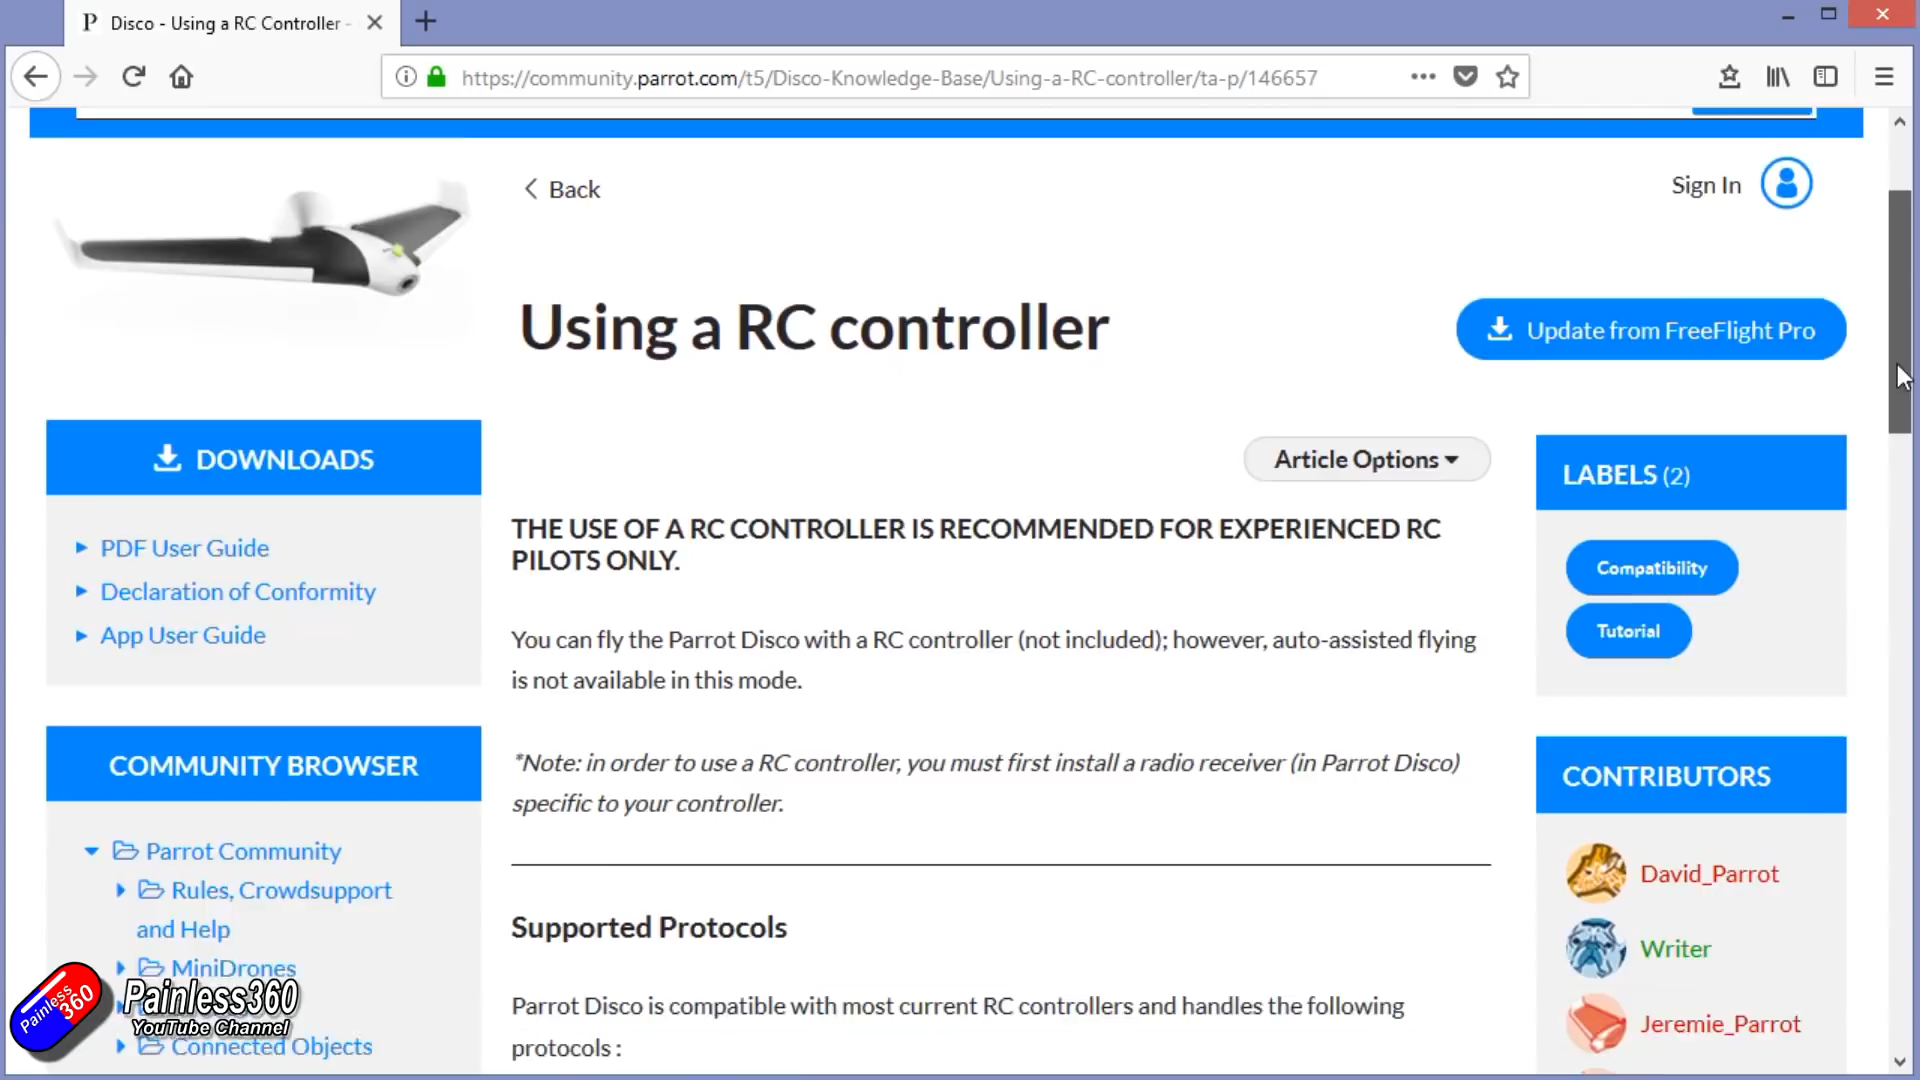 P Disco - Using a RC Controller -
https://community.parrot.com/t5/Disco-Knowledge-Base/Using-a-RC-controller/ta-p/146657
Back
Sign In
Using a RC controller
Update from FreeFlight Pro
DOWNLOADS
PDF User Guide
Declaration of Conformity
App User Guide
COMMUNITY BROWSER
Parrot Community
Rules, Crowdsupport
and Help
MiniDrones
Connected Objects
Article Options
THE USE OF A RC CONTROLLER IS RECOMMENDED FOR EXPERIENCED RC
PILOTS ONLY.
You can fly the Parrot Disco with a RC controller (not included); however, auto-assisted flying
is not available in this mode.
*Note: in order to use a RC controller, you must first install a radio receiver (in Parrot Disco)
specific to your controller.
Supported Protocols
Parrot Disco is compatible with most current RC controllers and handles the following
protocols :
LABELS (2)
Compatibility
Tutorial
CONTRIBUTORS
David_Parrot
Writer
Jeremie_Parrot
Painless
360
Painless360
YouTube Channel